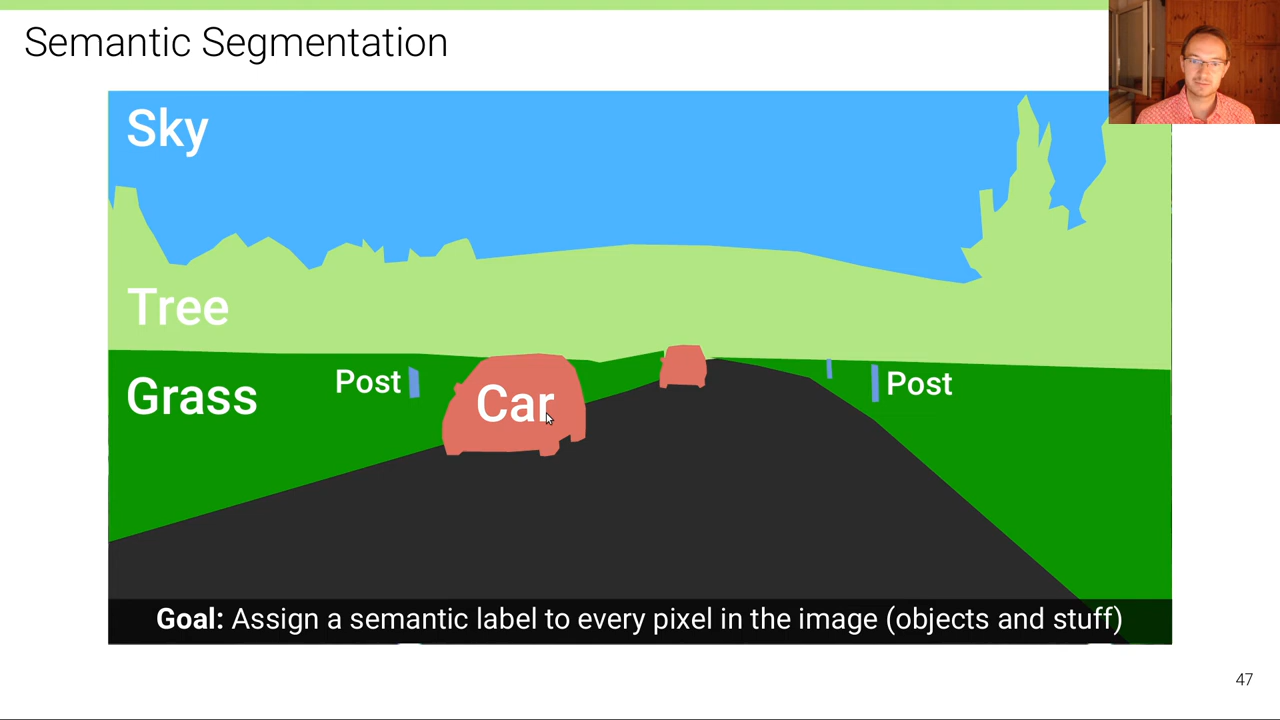 Semantic Segmentation
Sky
Tree
Post
Grass
Car
Post
Goal: Assign a semantic label to every pixel in the image (objects and stuff)
47